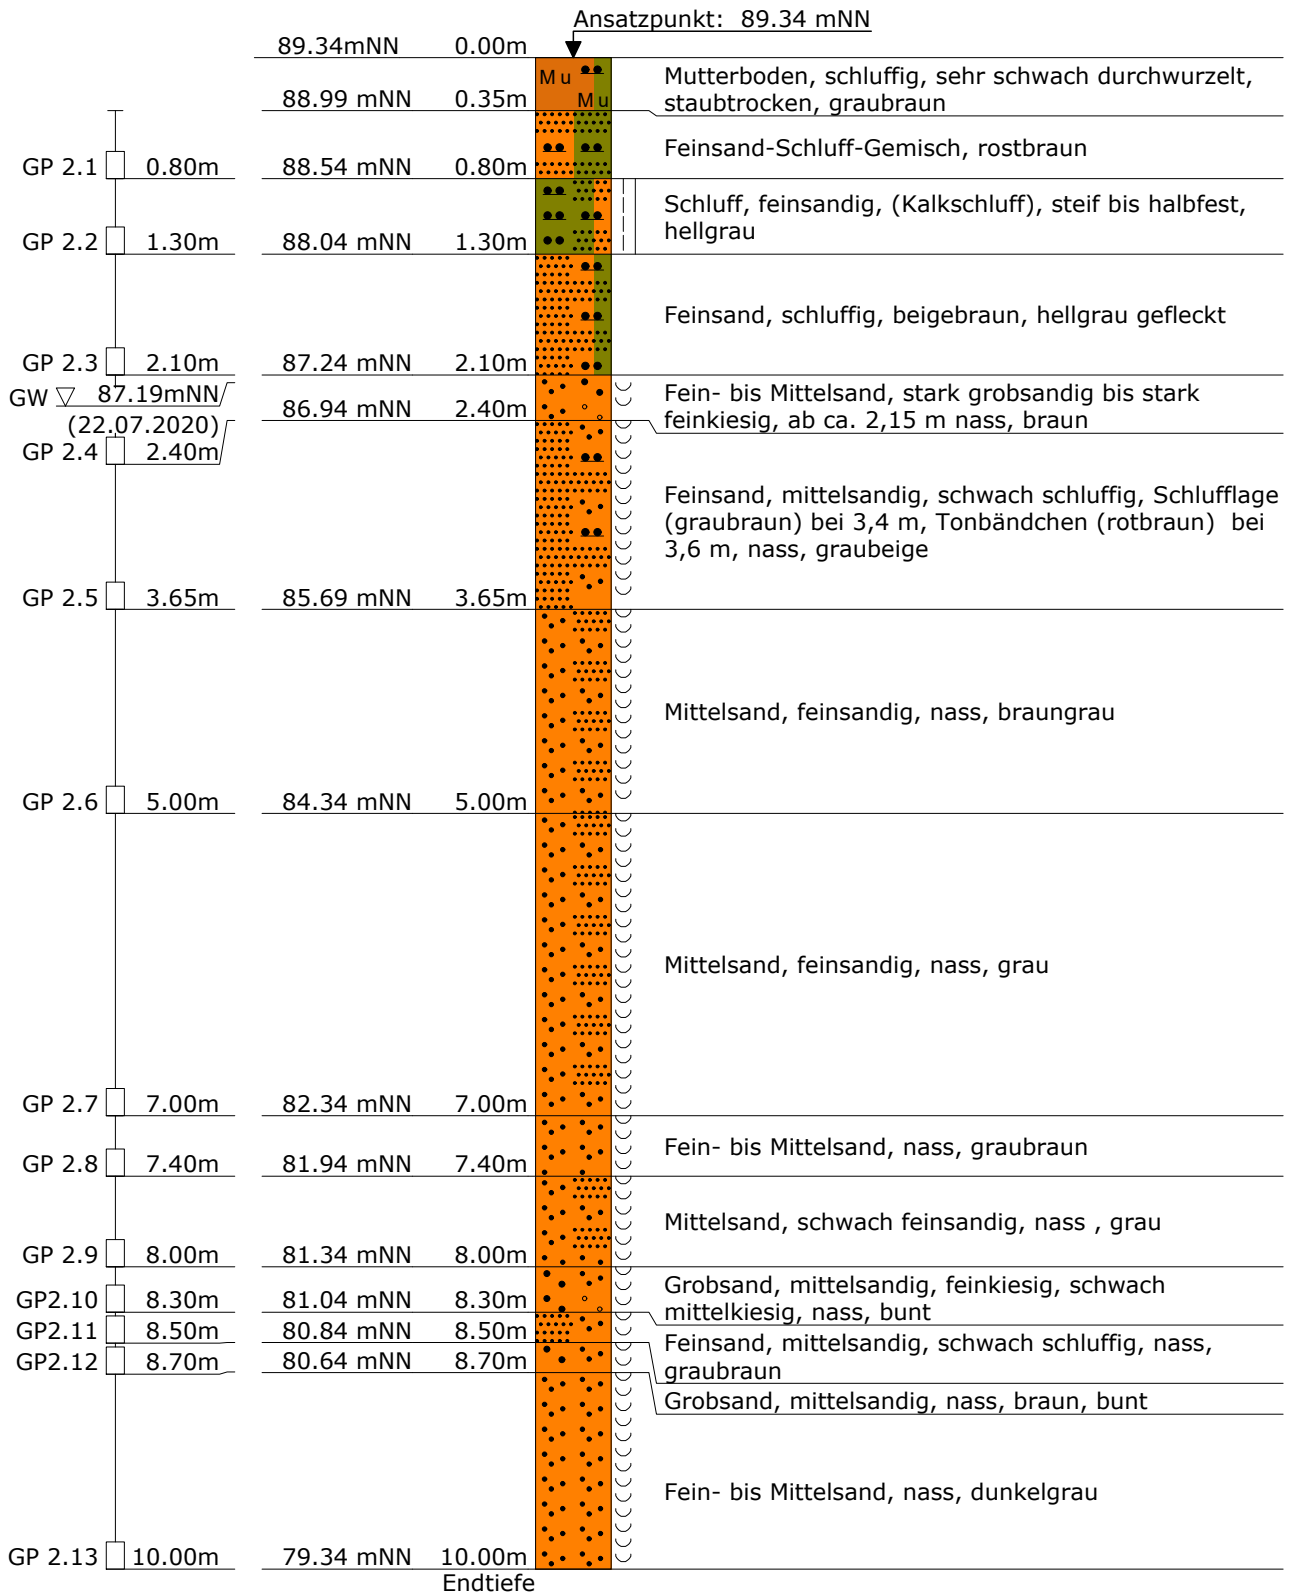 Ansatzpunkt: 89.34 mNN
89.34mNN 0.00m
Mu
Mu
Mutterboden, schluffig, sehr schwach durchwurzelt,
staubtrocken, graubraun
88.99 mNN 0.35m
Feinsand-Schluff-Gemisch, rostbraun
GP 2.1 0.80m 88.54 mNN 0.80m
Schluff, feinsandig, (Kalkschluff), steif bis halbfest,
hellgrau
GP 2.2 1.30m 88.04 mNN 1.30m
Feinsand, schluffig, beigebraun, hellgrau gefleckt
GP 2.3 2.10m 87.24 mNN 2.10m
GW 87.19mNN
(22.07.2020)
Fein- bis Mittelsand, stark grobsandig bis stark
feinkiesig, ab ca. 2,15 m nass, braun
86.94 mNN 2.40m
GP 2.4 2.40m
Feinsand, mittelsandig, schwach schluffig, Schlufflage
(graubraun) bei 3,4 m, Tonbändchen (rotbraun) bei
3,6 m, nass, graubeige
GP 2.5 3.65m 85.69 mNN 3.65m
Mittelsand, feinsandig, nass, braungrau
GP 2.6 5.00m 84.34 mNN 5.00m
Mittelsand, feinsandig, nass, grau
GP 2.7 7.00m 82.34 mNN 7.00m
Fein- bis Mittelsand, nass, graubraun
GP 2.8 7.40m 81.94 mNN 7.40m
Mittelsand, schwach feinsandig, nass , grau
GP 2.9 8.00m 81.34 mNN 8.00m
Grobsand, mittelsandig, feinkiesig, schwach
mittelkiesig, nass, bunt
GP2.10 8.30m 81.04 mNN 8.30m
Feinsand, mittelsandig, schwach schluffig, nass,
graubraun
GP2.11 8.50m 80.84 mNN 8.50m
GP2.12 8.70m 80.64 mNN 8.70m
Grobsand, mittelsandig, nass, braun, bunt
Fein- bis Mittelsand, nass, dunkelgrau
GP 2.13 10.00m 79.34 mNN 10.00m
Endtiefe